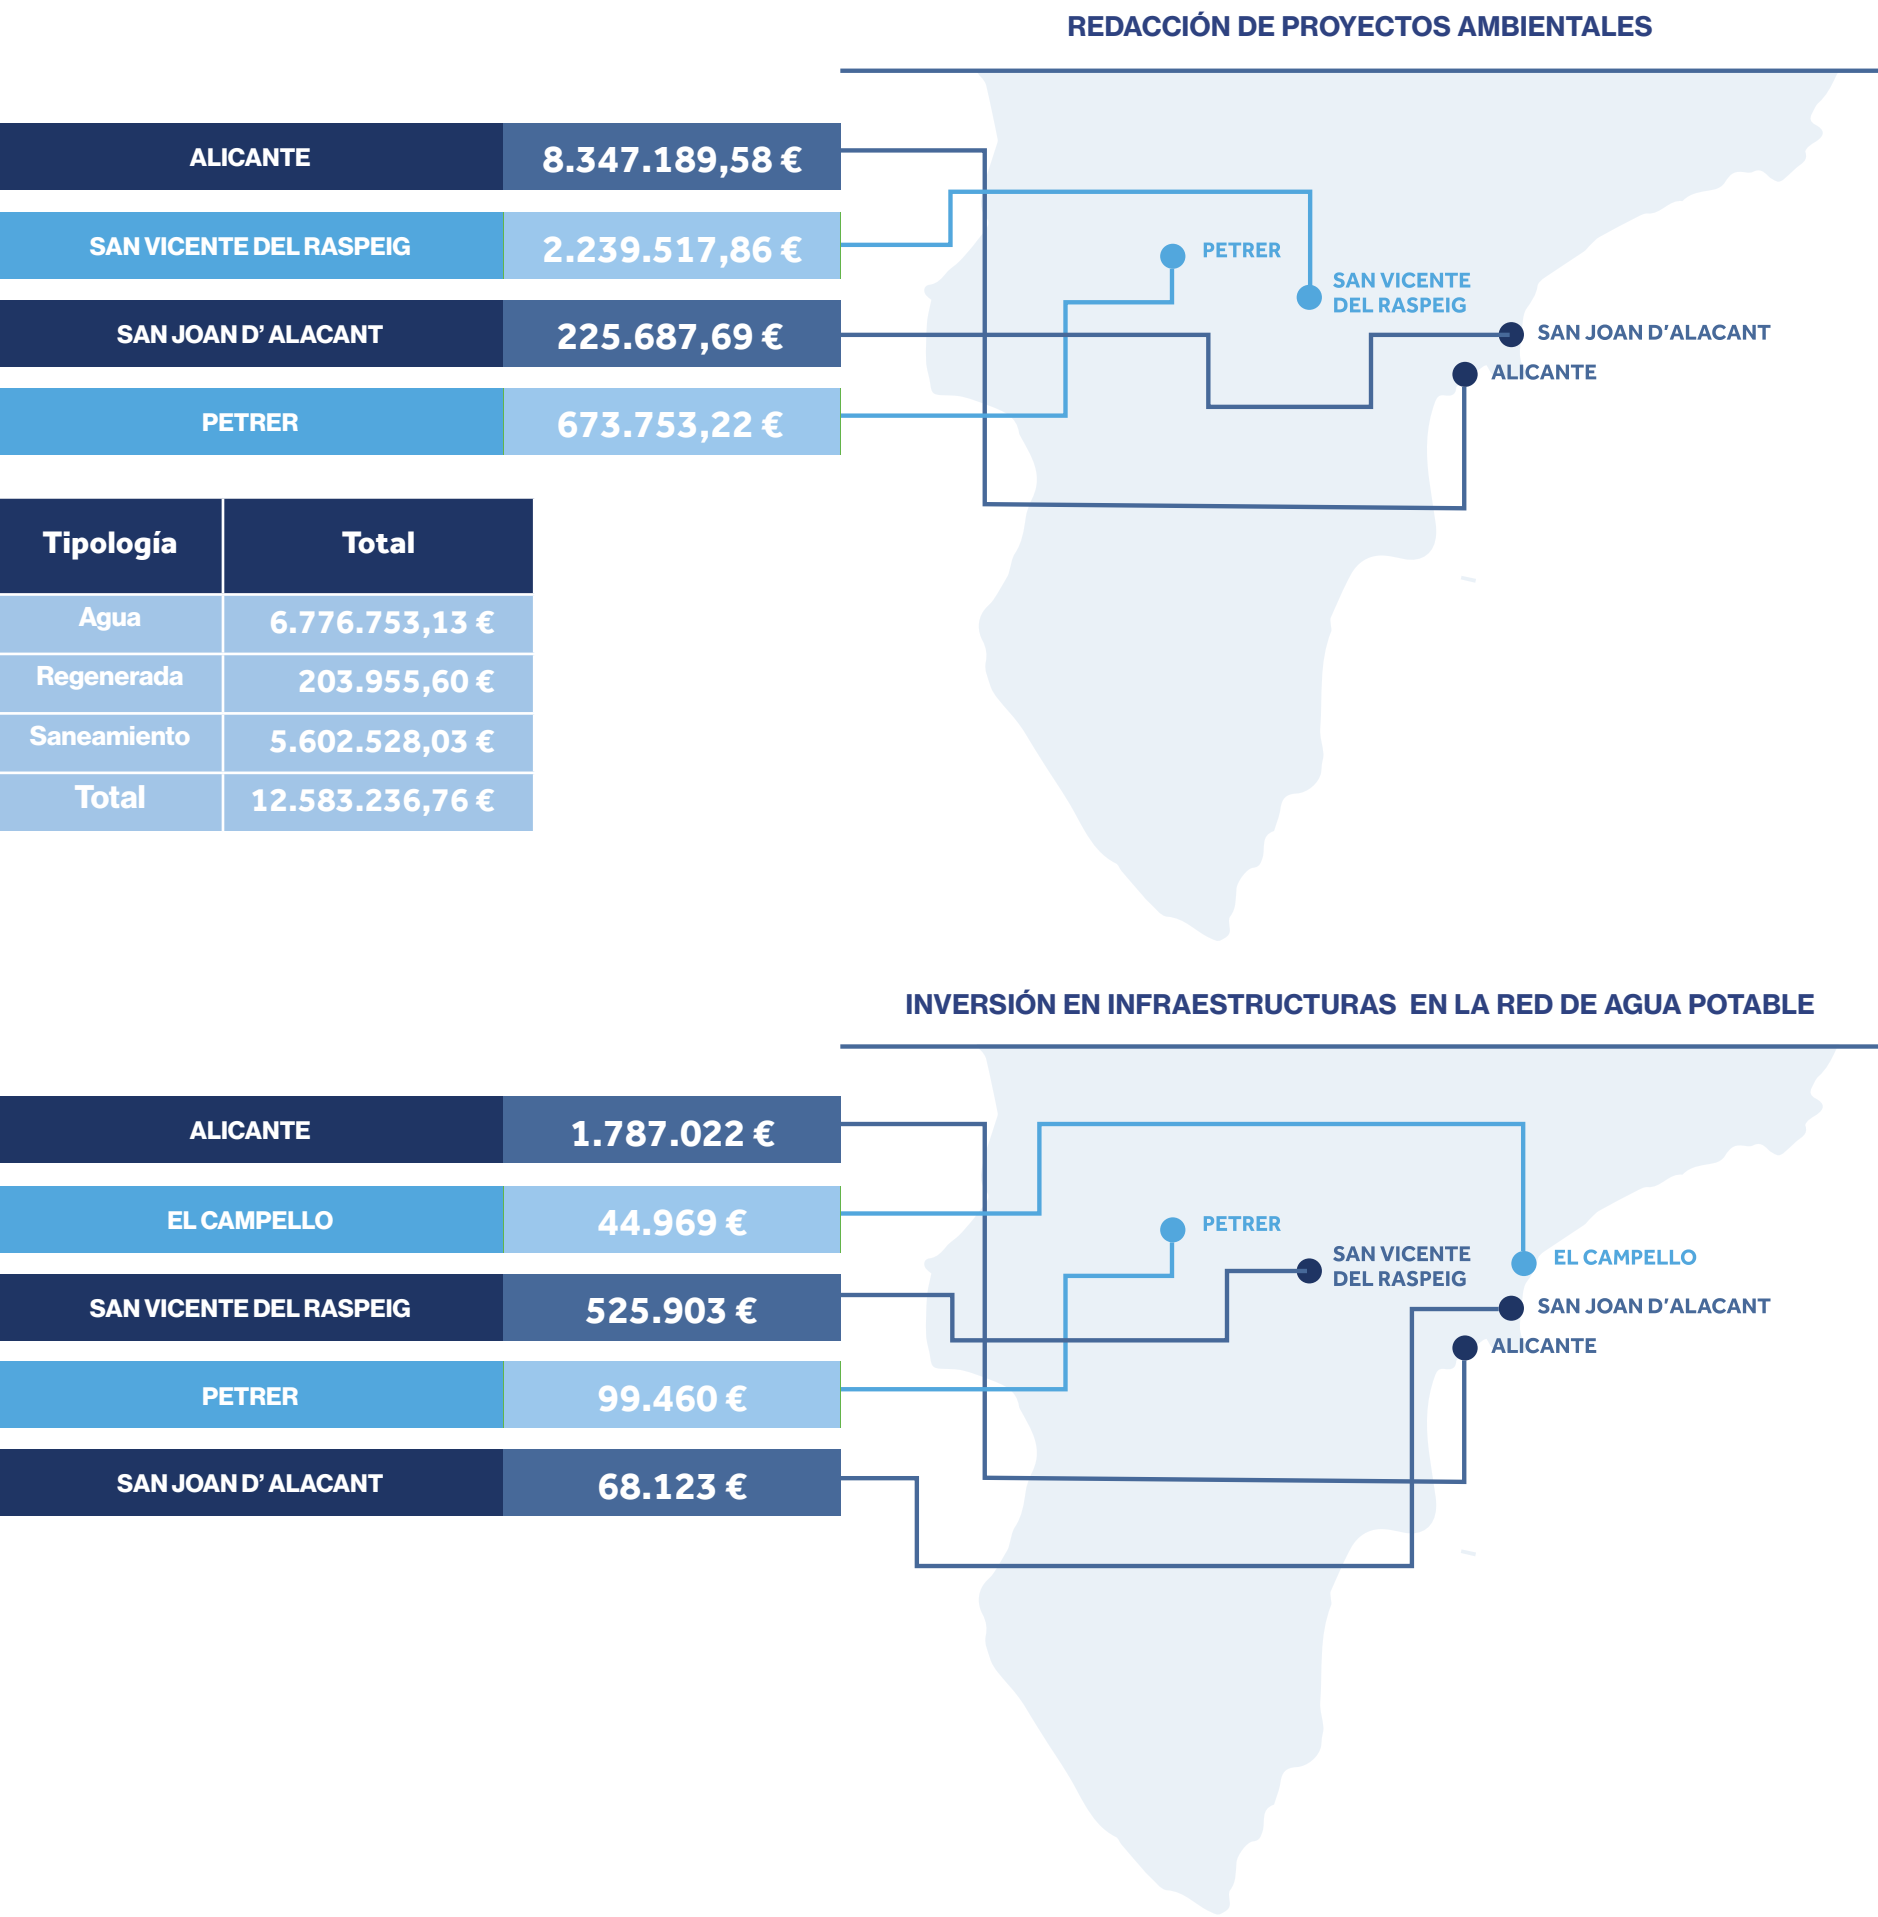 REDACCIÓN DE PROYECTOS AMBIENTALES
ALICANTE 8.347.189,58 €
SAN VICENTE DEL RASPEIG 2.239.517,86 €
SAN JOAN D’ ALACANT 225.687,69 €
PETRER 673.753,22 €
PETRER
SAN VICENTE
DEL RASPEIG
SAN JOAN D’ALACANT
ALICANTE
Tipología Total
Agua 6.776.753,13 €
Regenerada 203.955,60 €
Saneamiento 5.602.528,03 €
Total 12.583.236,76 €
INVERSIÓN EN INFRAESTRUCTURAS EN LA RED DE AGUA POTABLE
ALICANTE 1.787.022 €
EL CAMPELLO 44.969 €
SAN VICENTE DEL RASPEIG 525.903 €
PETRER 99.460 €
SAN JOAN D’ ALACANT 68.123 €
PETRER
SAN VICENTE
DEL RASPEIG
EL CAMPELLO
SAN JOAN D’ALACANT
ALICANTE